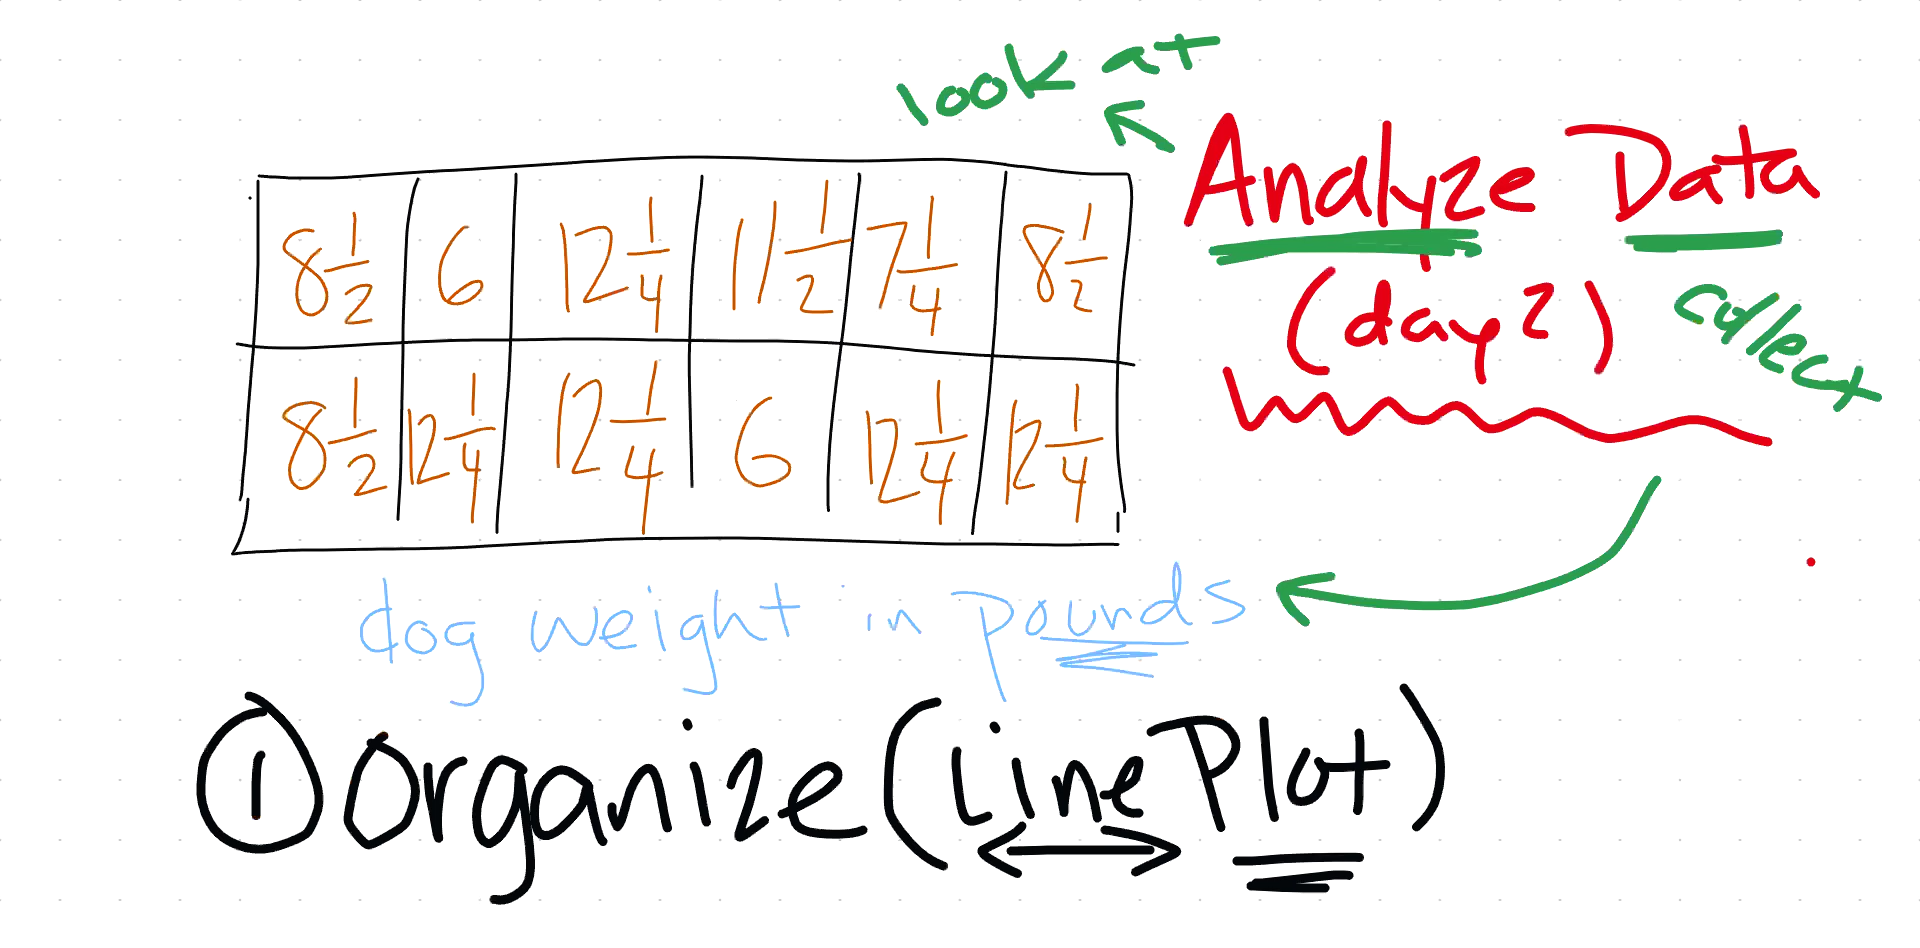 look at
Analyze Data
(day 2)
collect
8 1/2 6 12 1/4 11 1/2 7 1/4 8 1/2
8 1/2 12 1/4 12 1/4 6 12 1/4 12 1/4
dog weight in pounds
① Organize (Line Plot)